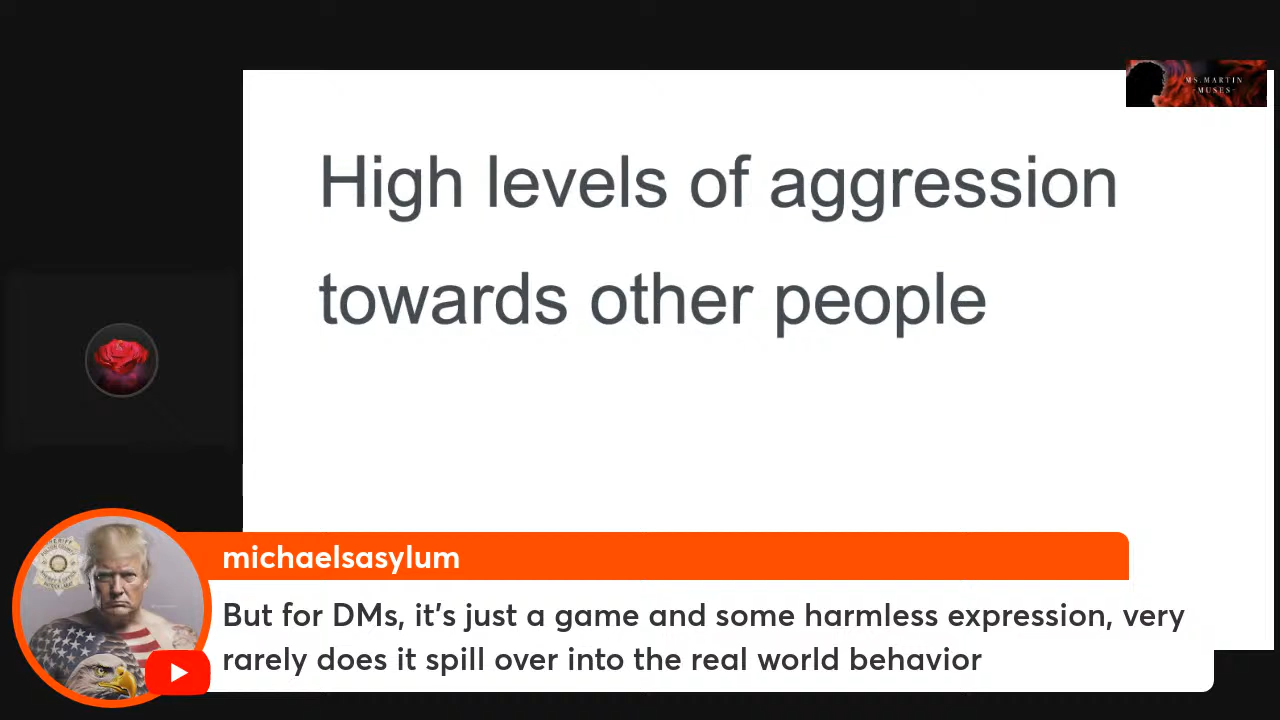 MS. MARTIN
-MUSES-
High levels of aggression
towards other people
michaelsasylum
But for DMs, it's just a game and some harmless expression, very
rarely does it spill over into the real world behavior